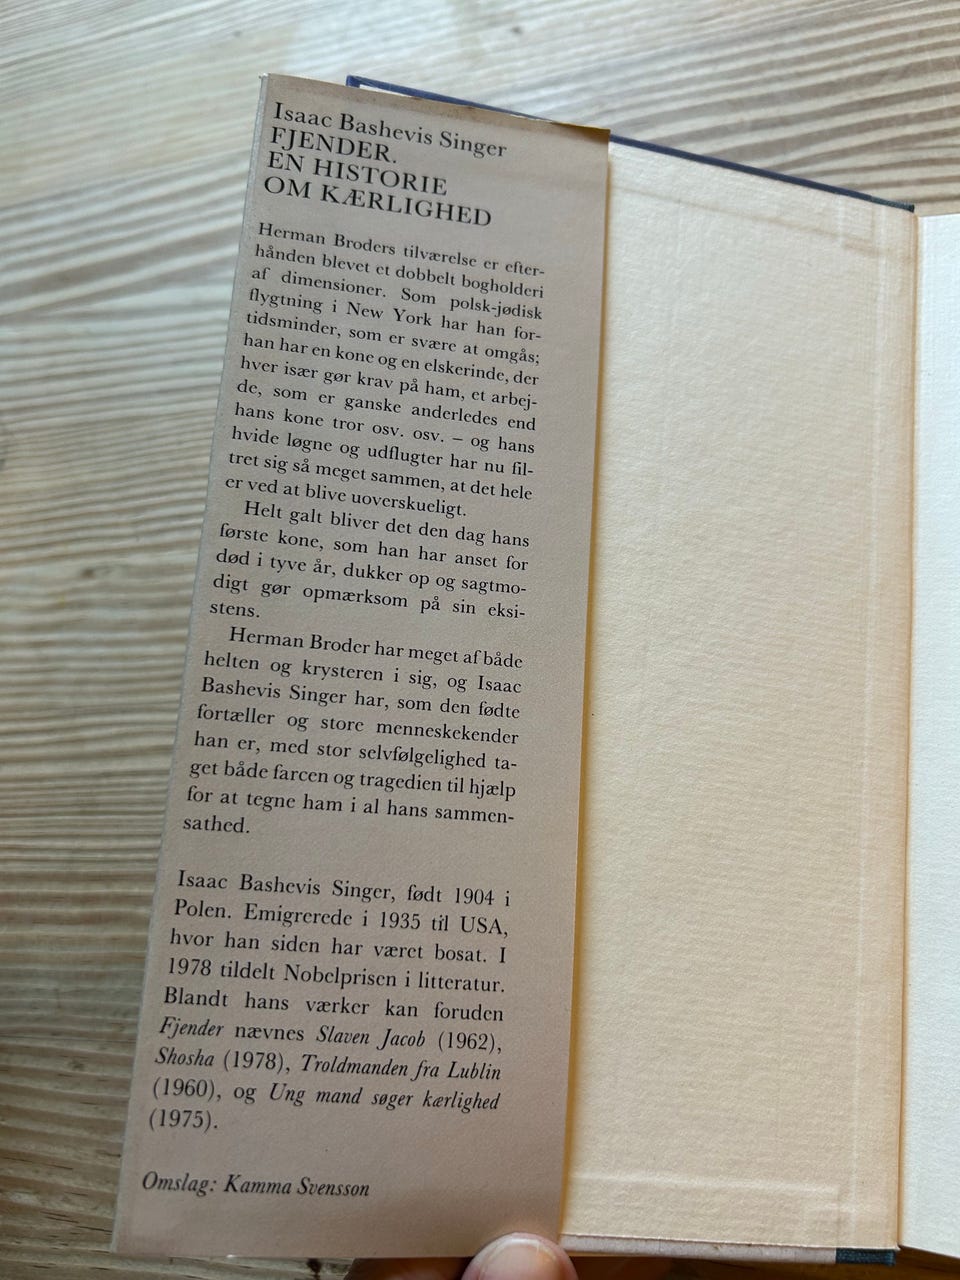 Isaac Bashevis Singer
FJENDER.
EN HISTORIE
OM KÆRLIGHED
Herman Broders tilværelse er efter-
hånden blevet et dobbelt bogholderi
af dimensioner. Som polsk-jødisk
flygtning i New York har han for-
tidsminder, som er svære at omgås;
han har en kone og en elskerinde, der
hver især gør krav på ham, et arbej-
de, som er ganske anderledes end
hans kone tror osv. osv. – og hans
hvide løgne og udflugter har nu fil-
tret sig så meget sammen, at det hele
er ved at blive uoverskueligt.
Helt galt bliver det den dag hans
første kone, som han har anset for
død i tyve år, dukker op og sagtmo-
digt gør opmærksom på sin eksi-
stens.
Herman Broder har meget af både
helten og krysteren i sig, og Isaac
Bashevis Singer har, som den fødte
fortæller og store menneskekender
han er, med stor selvfølgelighed ta-
get både farcen og tragedien til hjælp
for at tegne ham i al hans sammen-
sathed.
Isaac Bashevis Singer, født 1904 i
Polen. Emigrerede i 1935 til USA,
hvor han siden har været bosat. I
1978 tildelt Nobelprisen i litteratur.
Blandt hans værker kan foruden
Fjender nævnes Slaven Jacob (1962),
Shosha (1978), Troldmanden fra Lublin
(1960), og Ung mand søger kærlighed
(1975).
Omslag: Kamma Svensson